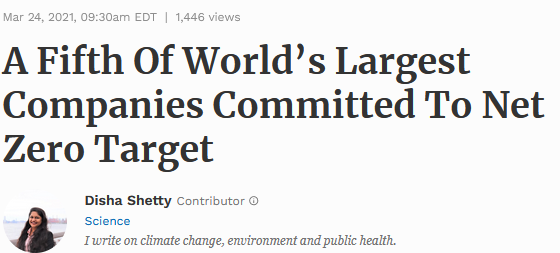 Mar 24, 2021, 09:30am EDT | 1,446 views
A Fifth Of World’s Largest
Companies Committed To Net
Zero Target
Disha Shetty Contributor
Science
I write on climate change, environment and public health.